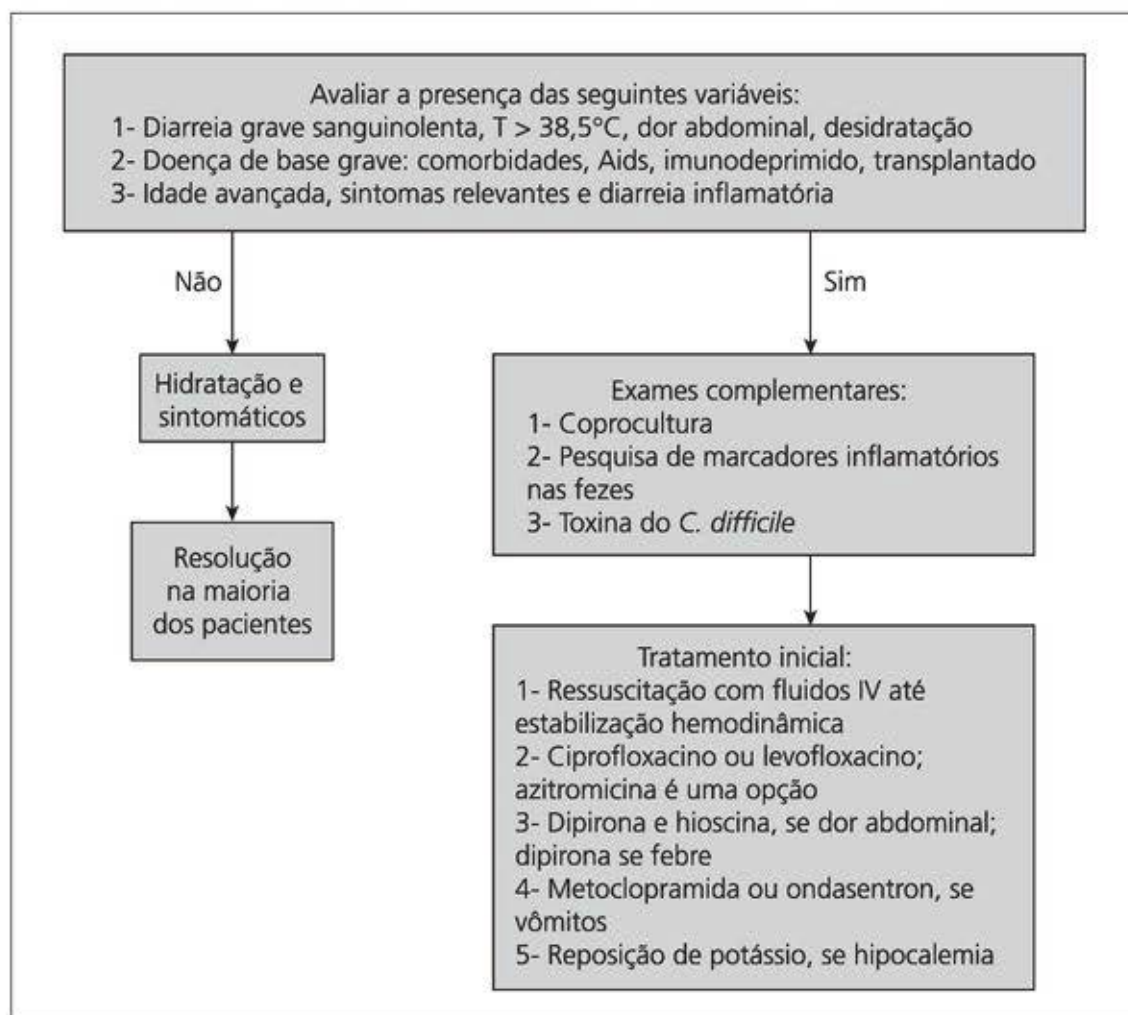 Avaliar a presença das seguintes variáveis:
1- Diarreia grave sanguinolenta, T > 38,5°C, dor abdominal, desidratação
2- Doença de base grave: comorbidades, Aids, imunodeprimido, transplantado
3- Idade avançada, sintomas relevantes e diarreia inflamatória
Não
Hidratação e
sintomáticos
Resolução
na maioria
dos pacientes
Sim
Exames complementares:
1- Coprocultura
2- Pesquisa de marcadores inflamatórios
nas fezes
3- Toxina do C. difficile
Tratamento inicial:
1- Ressuscitação com fluidos IV até
estabilização hemodinâmica
2- Ciprofloxacino ou levofloxacino;
azitromicina é uma opção
3- Dipirona e hioscina, se dor abdominal;
dipirona se febre
4- Metoclopramida ou ondasentron, se
vômitos
5- Reposição de potássio, se hipocalemia